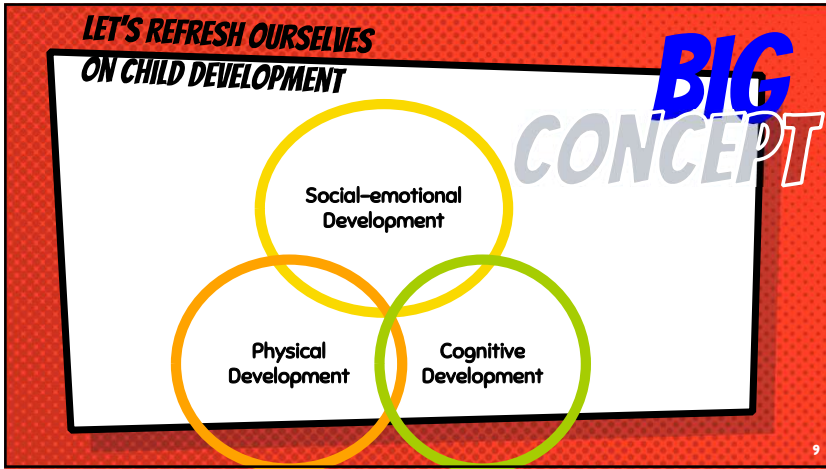 LET'S REFRESH OURSELVES
ON CHILD DEVELOPMENT
BIG
CONCEPT
Social-emotional
Development
Physical
Development
Cognitive
Development
9